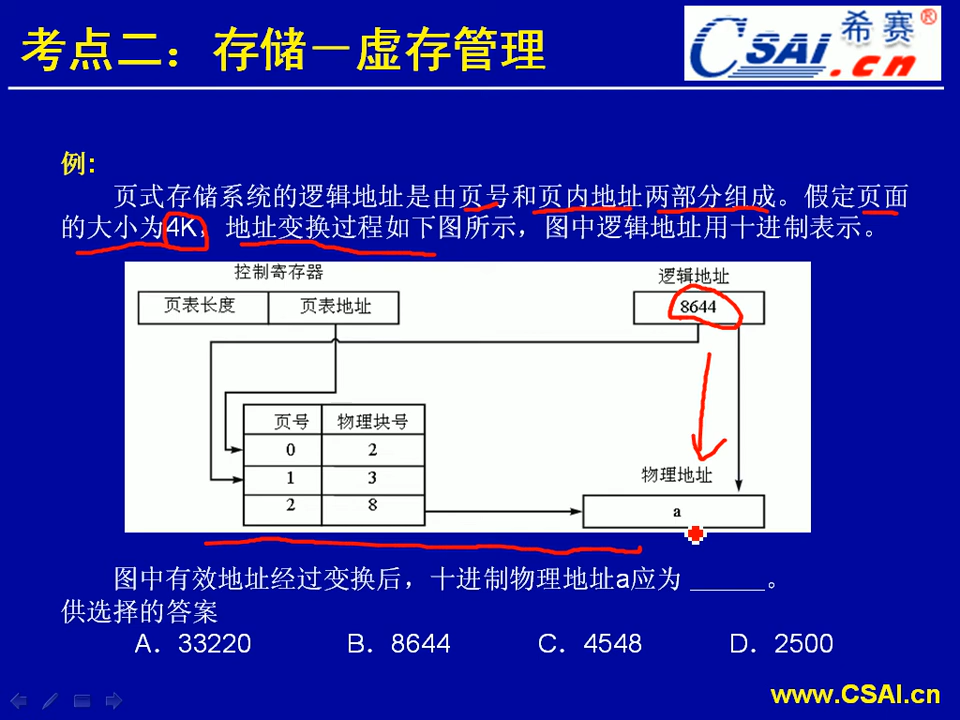 考点二：存储－虚存管理
CSAI.cn 希赛®
例:
页式存储系统的逻辑地址是由页号和页内地址两部分组成。假定页面
的大小为4K，地址变换过程如下图所示，图中逻辑地址用十进制表示。
控制寄存器
逻辑地址
页表长度 页表地址
8644
页号 物理块号
0 2
1 3
2 8
物理地址
a
图中有效地址经过变换后，十进制物理地址a应为 ______。
供选择的答案
A．33220 B．8644 C．4548 D．2500
www.CSAI.cn